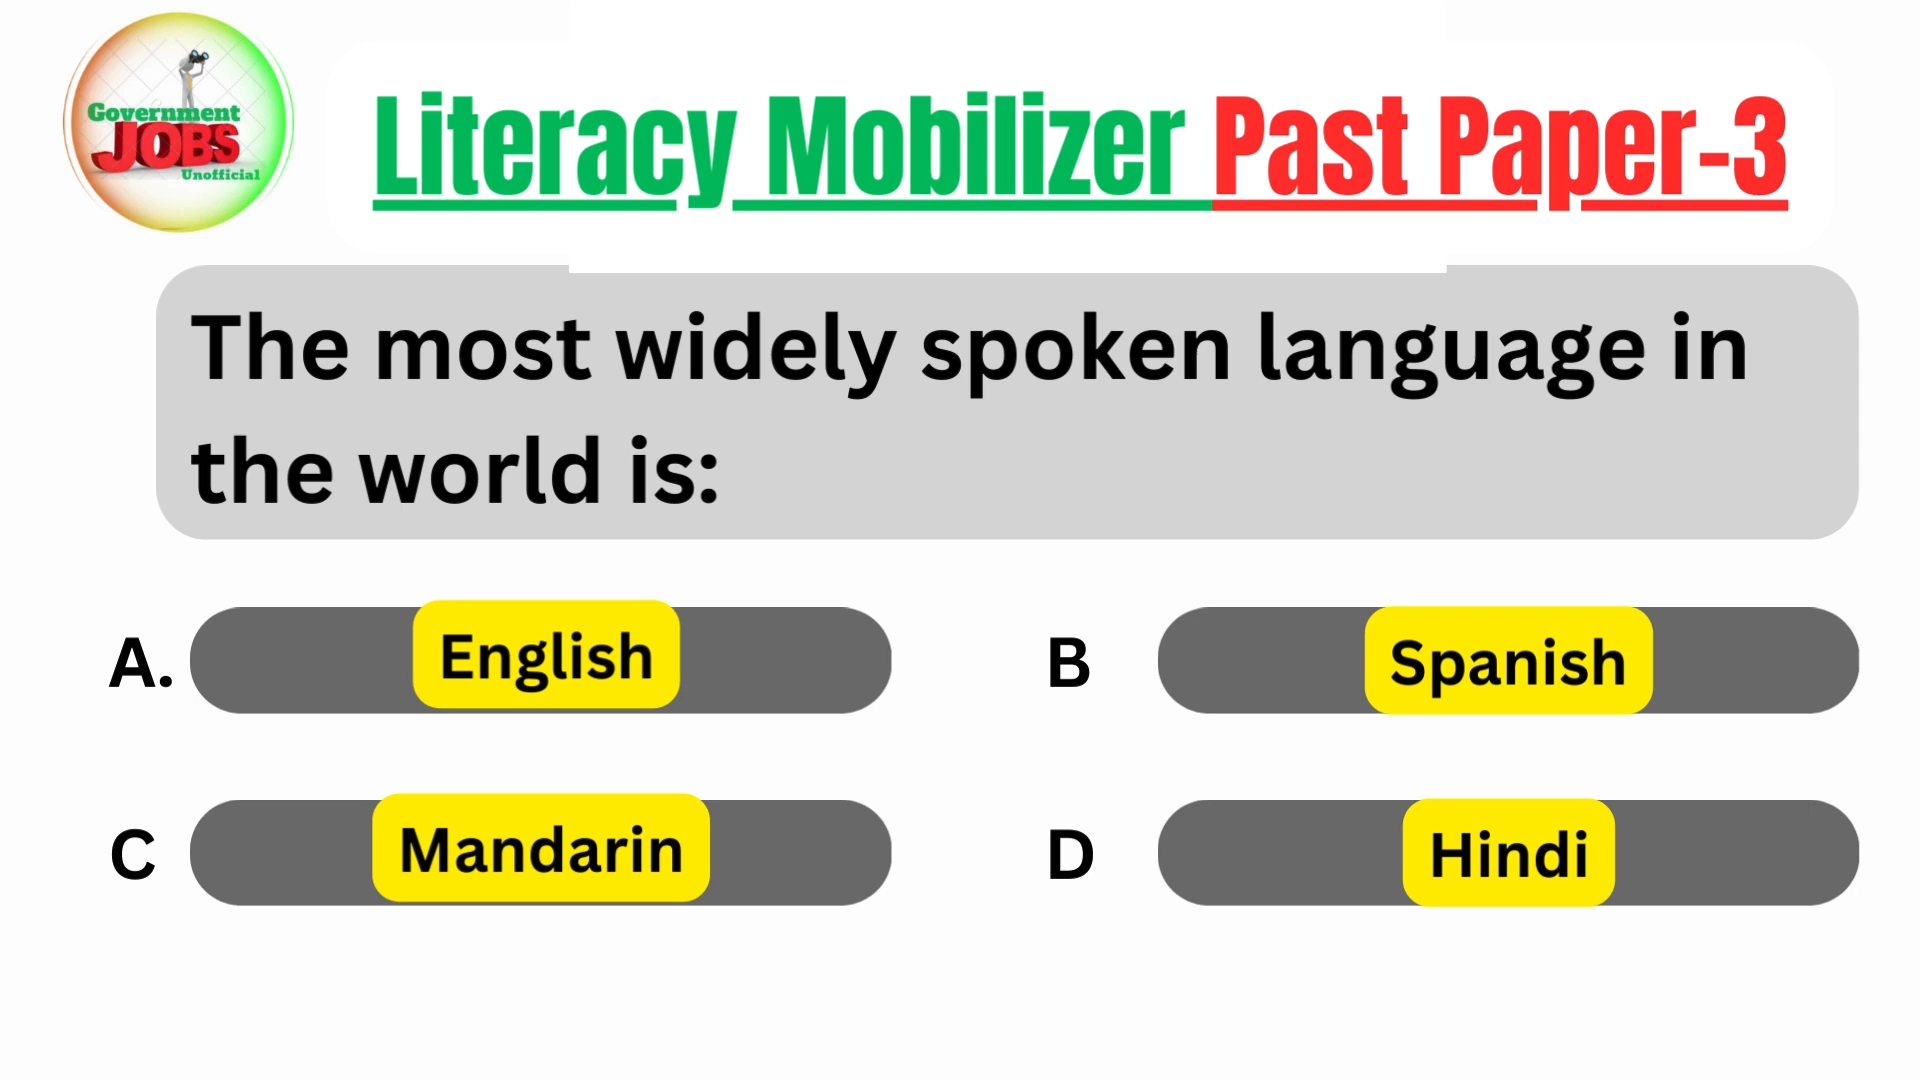 Government
JOBS
Unofficial
Literacy Mobilizer Past Paper-3
The most widely spoken language in
the world is:
A. English
B Spanish
C Mandarin
D Hindi